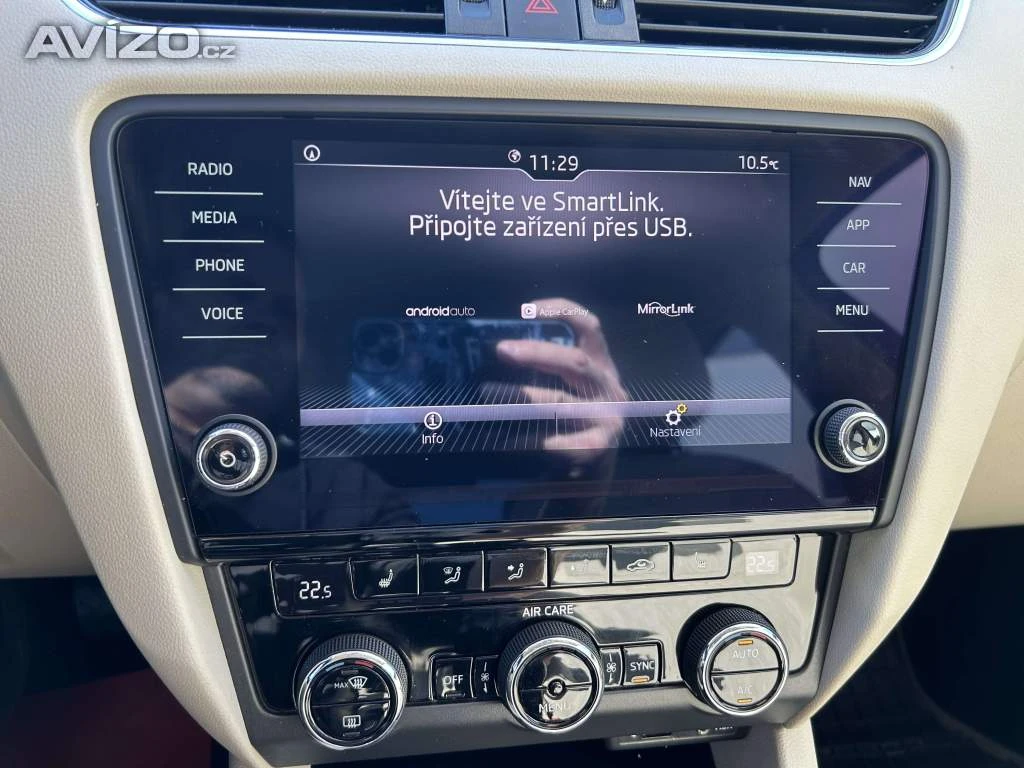 AVÍZO.cz
11:29
10.5°C
RADIO
MEDIA
PHONE
VOICE
NAV
APP
CAR
MENU
Vítejte ve SmartLink.
Připojte zařízení přes USB.
androidauto
Apple CarPlay
MirrorLink
Info
Nastavení
22.5
22.5
AIR CARE
MAX
OFF
MENU
SYNC
AUTO
A/C